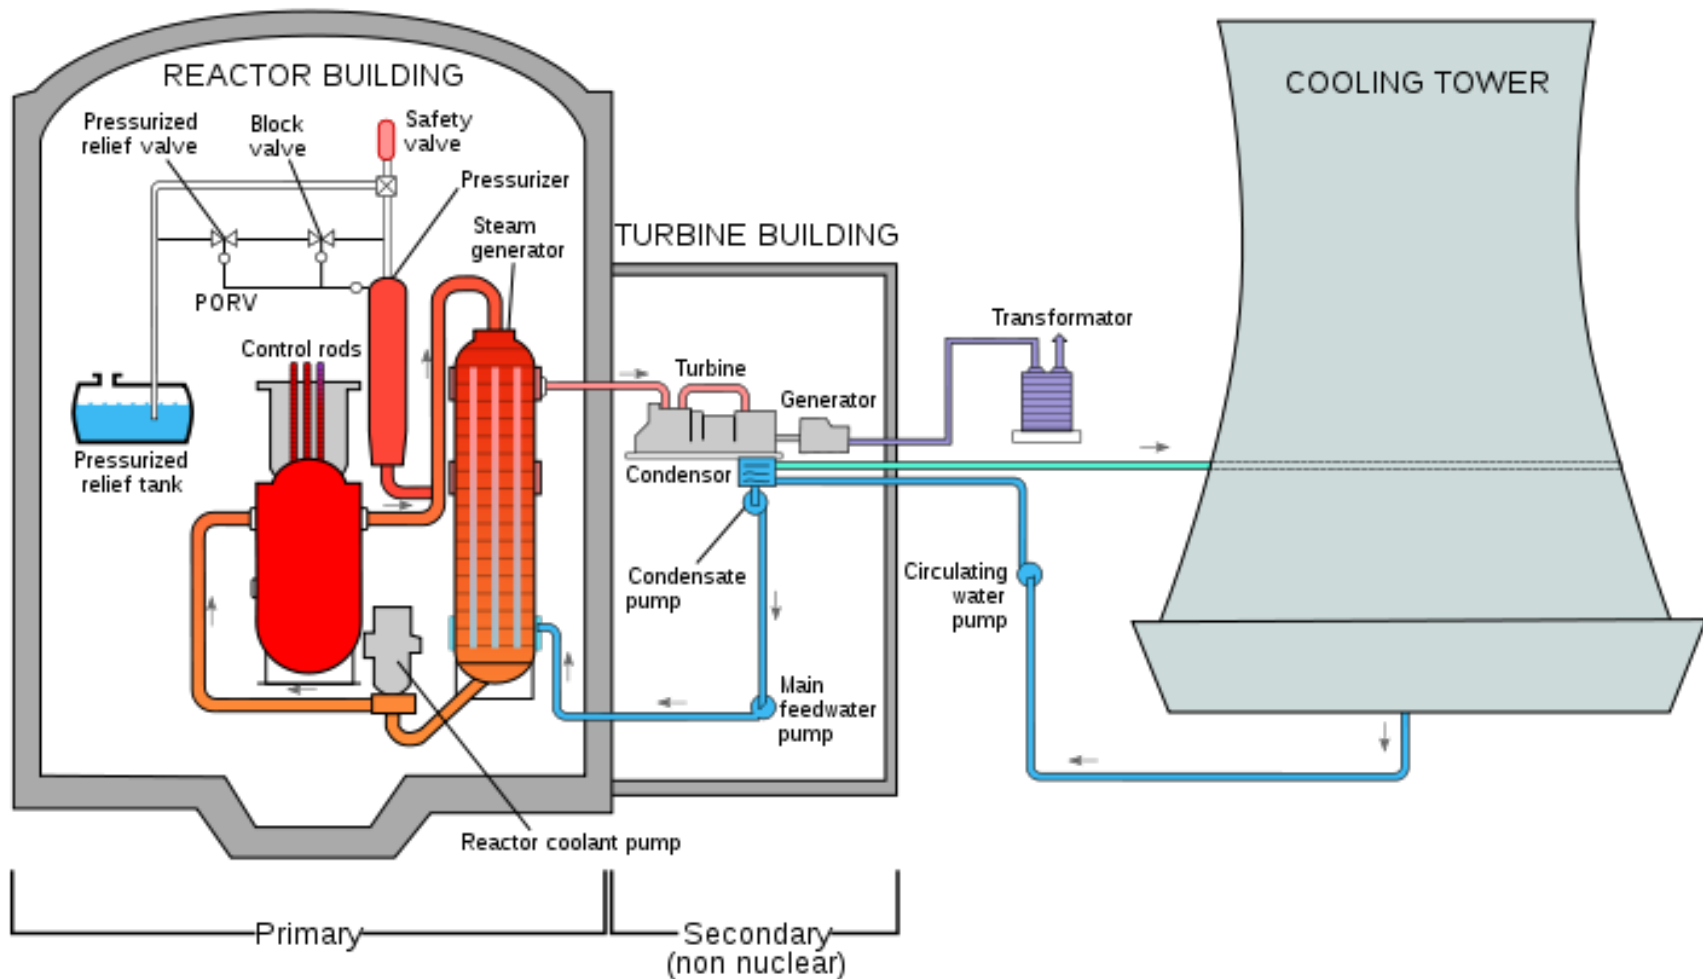 REACTOR BUILDING
COOLING TOWER
Pressurized
relief valve
Block
valve
Safety
valve
Pressurizer
Steam
generator
TURBINE BUILDING
PORV
Control rods
Transformator
Turbine
Generator
Pressurized
relief tank
Condensor
Condensate
pump
Circulating
water
pump
Main
feedwater
pump
Reactor coolant pump
Primary
Secondary
(non nuclear)